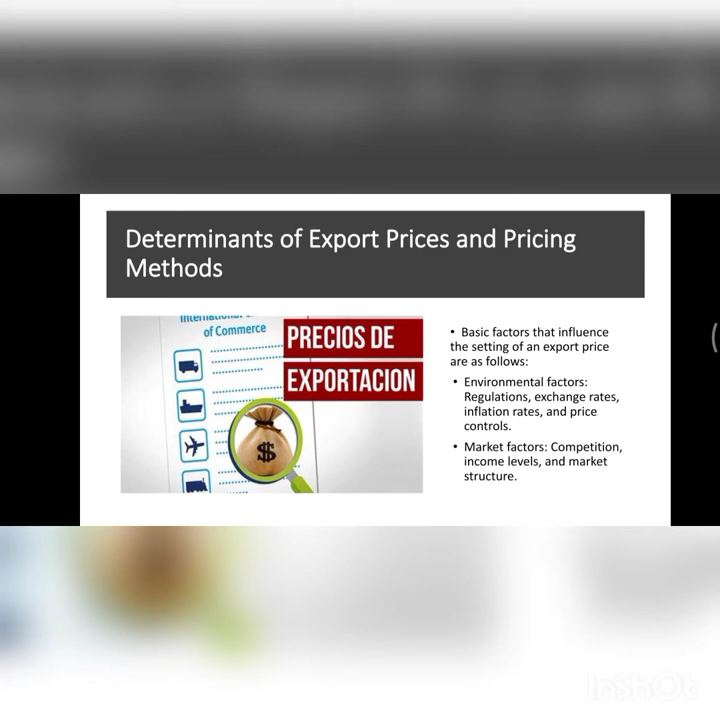 Determinants of Export Prices and Pricing
Methods
of Commerce
PRECIOS DE
EXPORTACION
$
• Basic factors that influence
the setting of an export price
are as follows:
• Environmental factors:
Regulations, exchange rates,
inflation rates, and price
controls.
• Market factors: Competition,
income levels, and market
structure.
InShOt